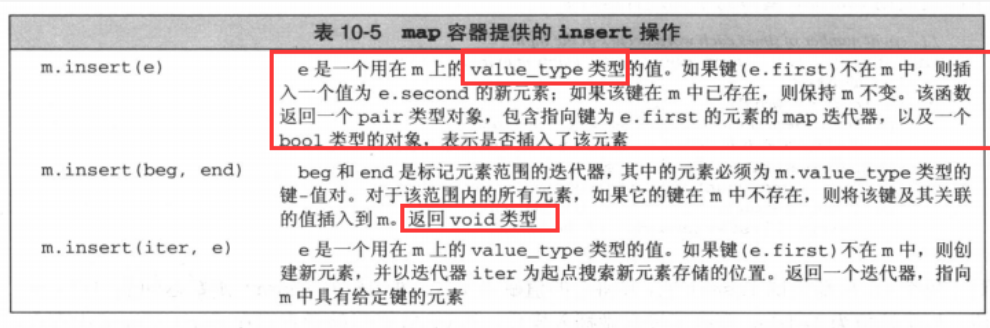 表 10-5 map 容器提供的 insert 操作
m.insert(e) e 是一个用在 m 上的 value_type 类型的值。如果键(e.first)不在 m 中，则插
入一个值为 e.second 的新元素；如果该键在 m 中已存在，则保持 m 不变。该函数
返回一个 pair 类型对象，包含指向键为 e.first 的元素的 map 迭代器，以及一个
bool 类型的对象，表示是否插入了该元素
m.insert(beg, end) beg 和 end 是标记元素范围的迭代器，其中的元素必须为 m.value_type 类型的
键-值对。对于该范围内的所有元素，如果它的键在 m 中不存在，则将该键及其关联
的值插入到 m。返回 void 类型
m.insert(iter, e) e 是一个用在 m 上的 value_type 类型的值。如果键(e.first)不在 m 中，则创
建新元素，并以迭代器 iter 为起点搜索新元素存储的位置。返回一个迭代器，指向
m 中具有给定键的元素